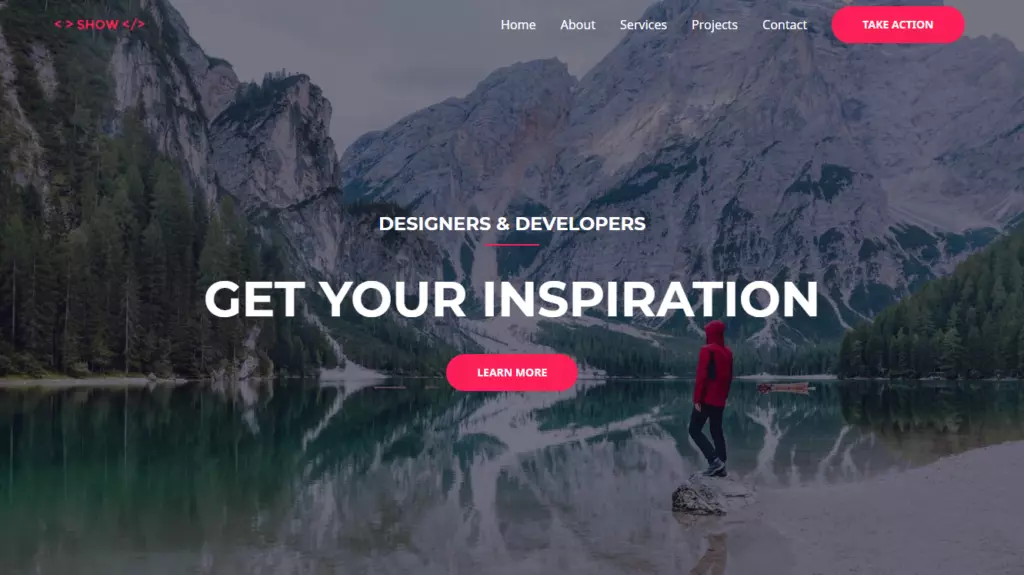 < > SHOW </>
Home
About
Services
Projects
Contact
TAKE ACTION
DESIGNERS & DEVELOPERS
GET YOUR INSPIRATION
LEARN MORE